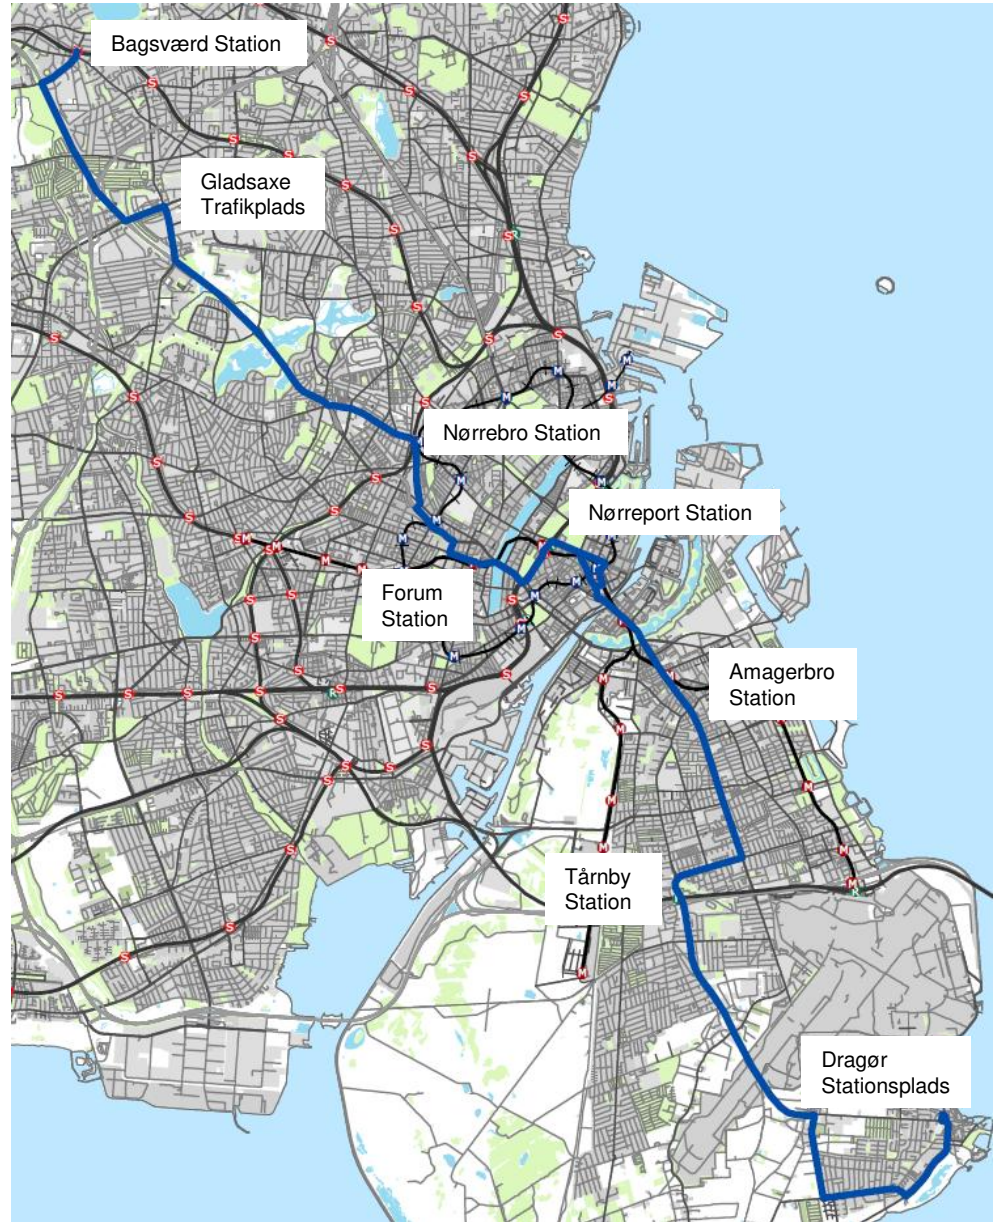 Bagsværd Station
Gladsaxe
Trafikplads
Nørrebro Station
Nørreport Station
Forum
Station
Amagerbro
Station
Tårnby
Station
Dragør
Stationsplads